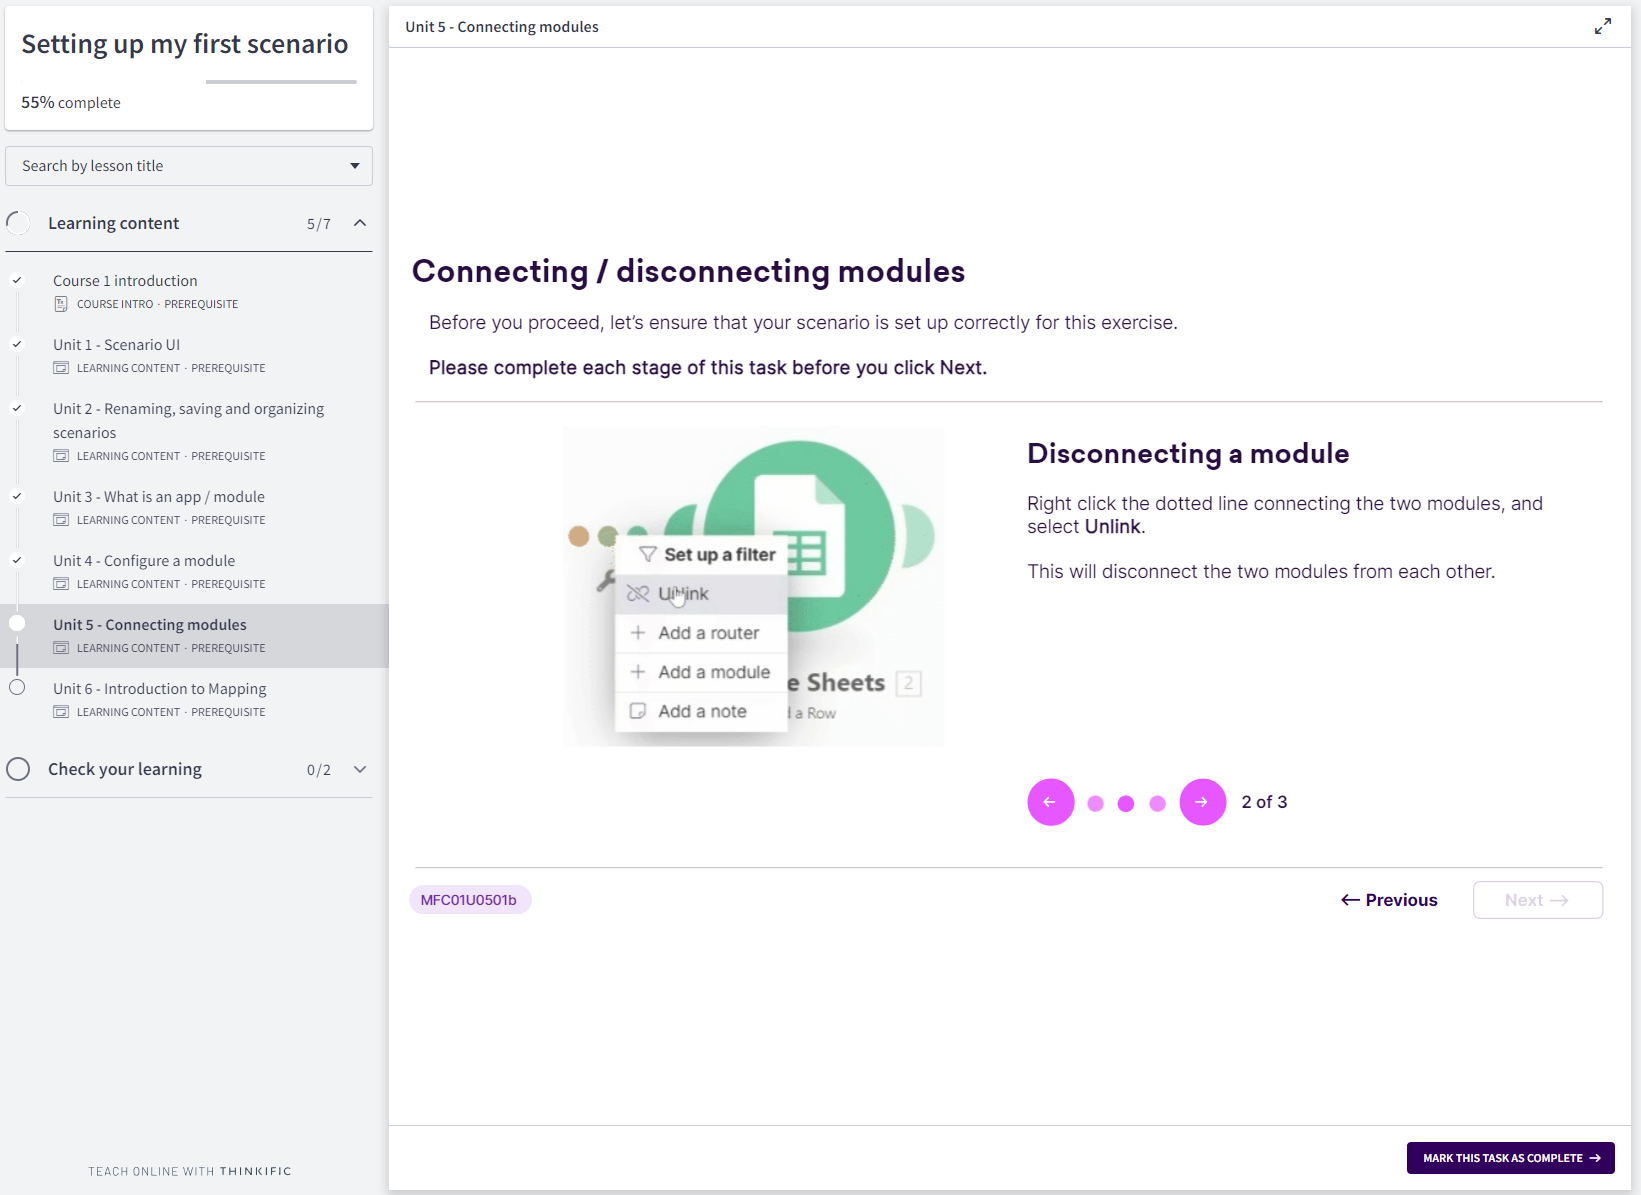 Setting up my first scenario
55% complete
Search by lesson title
Learning content 5/7
Course 1 introduction
COURSE INTRO · PREREQUISITE
Unit 1 - Scenario UI
LEARNING CONTENT · PREREQUISITE
Unit 2 - Renaming, saving and organizing
scenarios
LEARNING CONTENT · PREREQUISITE
Unit 3 - What is an app / module
LEARNING CONTENT · PREREQUISITE
Unit 4 - Configure a module
LEARNING CONTENT · PREREQUISITE
Unit 5 - Connecting modules
LEARNING CONTENT · PREREQUISITE
Unit 6 - Introduction to Mapping
LEARNING CONTENT · PREREQUISITE
Check your learning 0/2
TEACH ONLINE WITH THINKIFIC
Unit 5 - Connecting modules
Connecting / disconnecting modules
Before you proceed, let's ensure that your scenario is set up correctly for this exercise.
Please complete each stage of this task before you click Next.
Set up a filter
Unlink
Add a router
Add a module
Add a note
e Sheets 2
a Row
Disconnecting a module
Right click the dotted line connecting the two modules, and
select Unlink.
This will disconnect the two modules from each other.
2 of 3
MFC01U0501b
← Previous
Next →
MARK THIS TASK AS COMPLETE →